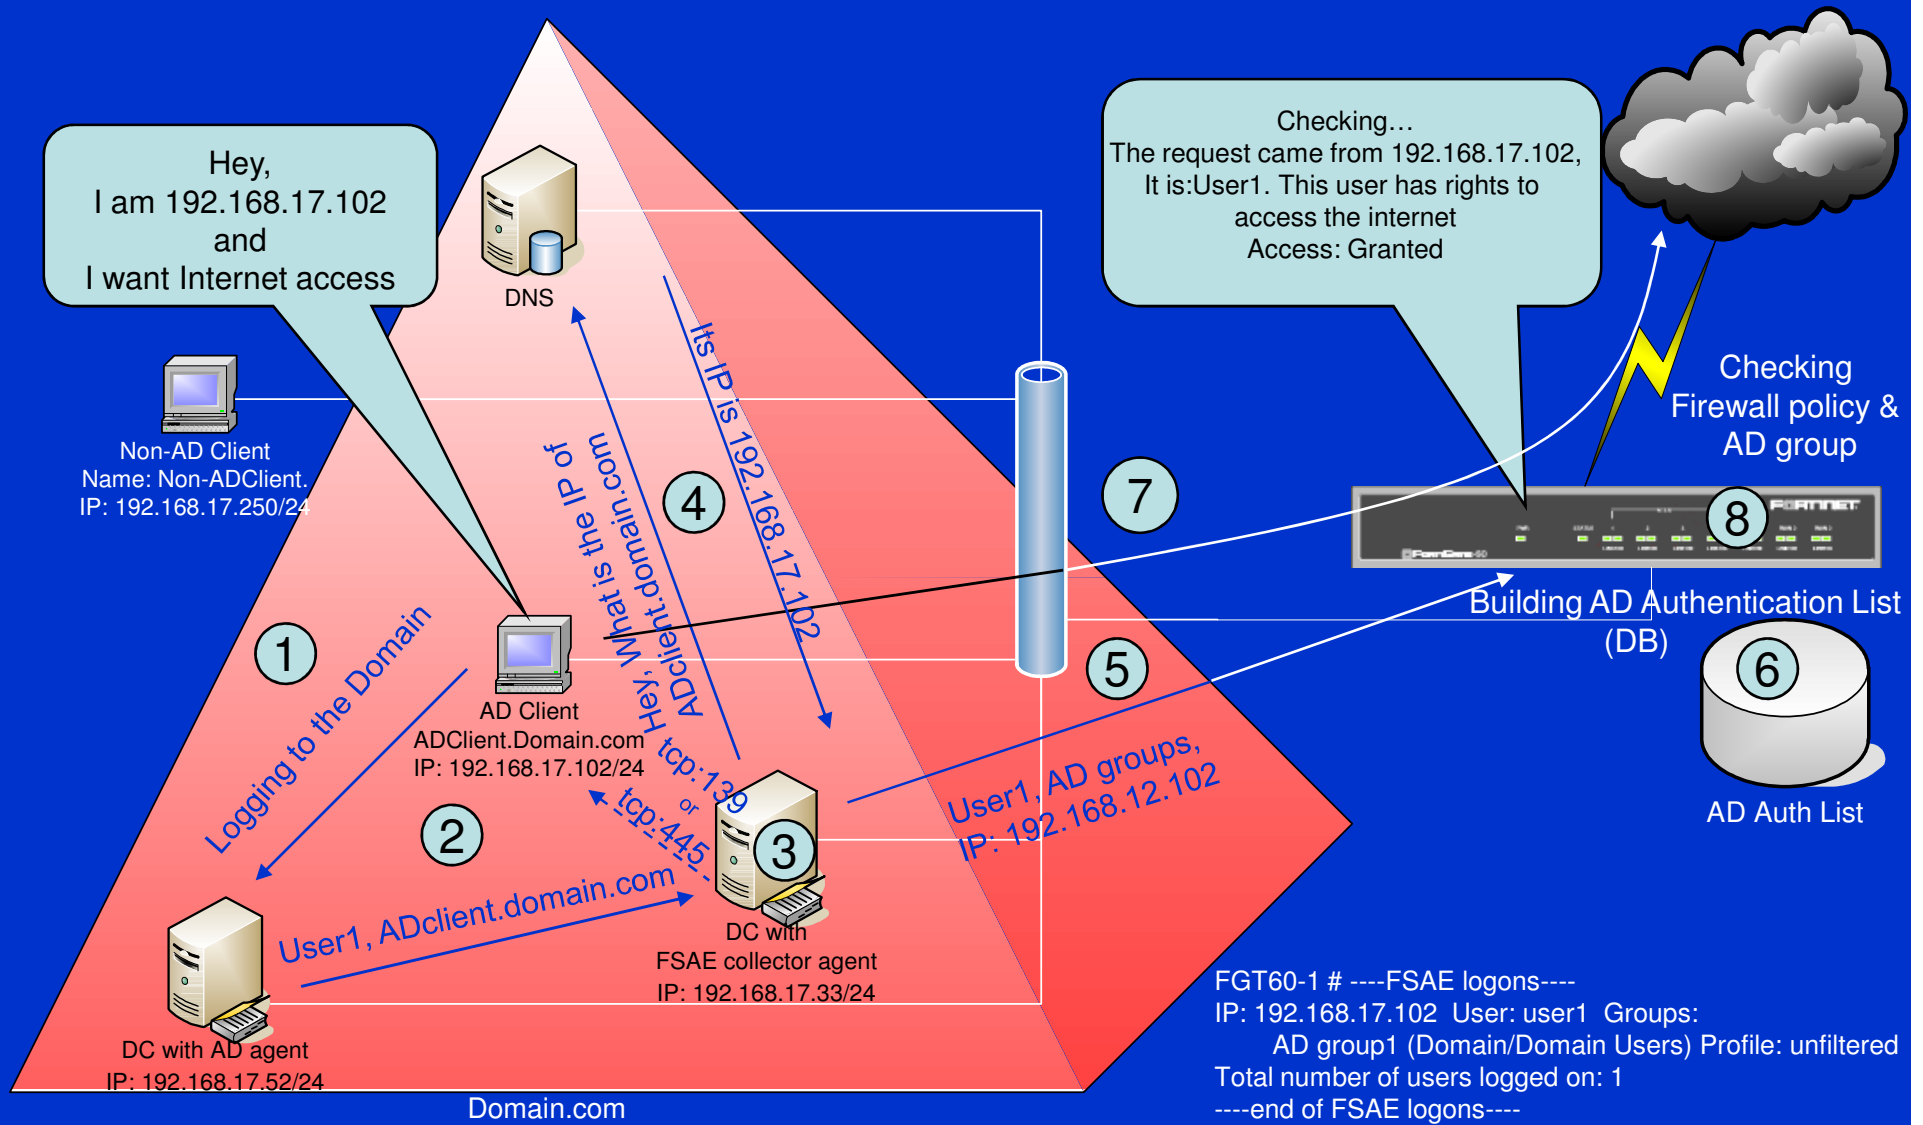 Hey,
I am 192.168.17.102
and
I want Internet access
Checking…
The request came from 192.168.17.102,
It is:User1. This user has rights to
access the internet
Access: Granted
DNS
Its IP is 192.168.17.102
Hey, What is the IP of
ADclient.domain.com
Non-AD Client
Name: Non-ADClient.
IP: 192.168.17.250/24
Checking
Firewall policy &
AD group
4
7
8
FORTINET
FortiGate-60
Building AD Authentication List
(DB)
1
Logging to the Domain
5
6
AD Client
ADClient.Domain.com
IP: 192.168.17.102/24
tcp:139
or
tcp:445
User1, AD groups,
IP: 192.168.12.102
AD Auth List
2
3
User1, ADclient.domain.com
DC with
FSAE collector agent
IP: 192.168.17.33/24
DC with AD agent
IP: 192.168.17.52/24
Domain.com
FGT60-1 # ----FSAE logons----
IP: 192.168.17.102 User: user1 Groups:
AD group1 (Domain/Domain Users) Profile: unfiltered
Total number of users logged on: 1
----end of FSAE logons----